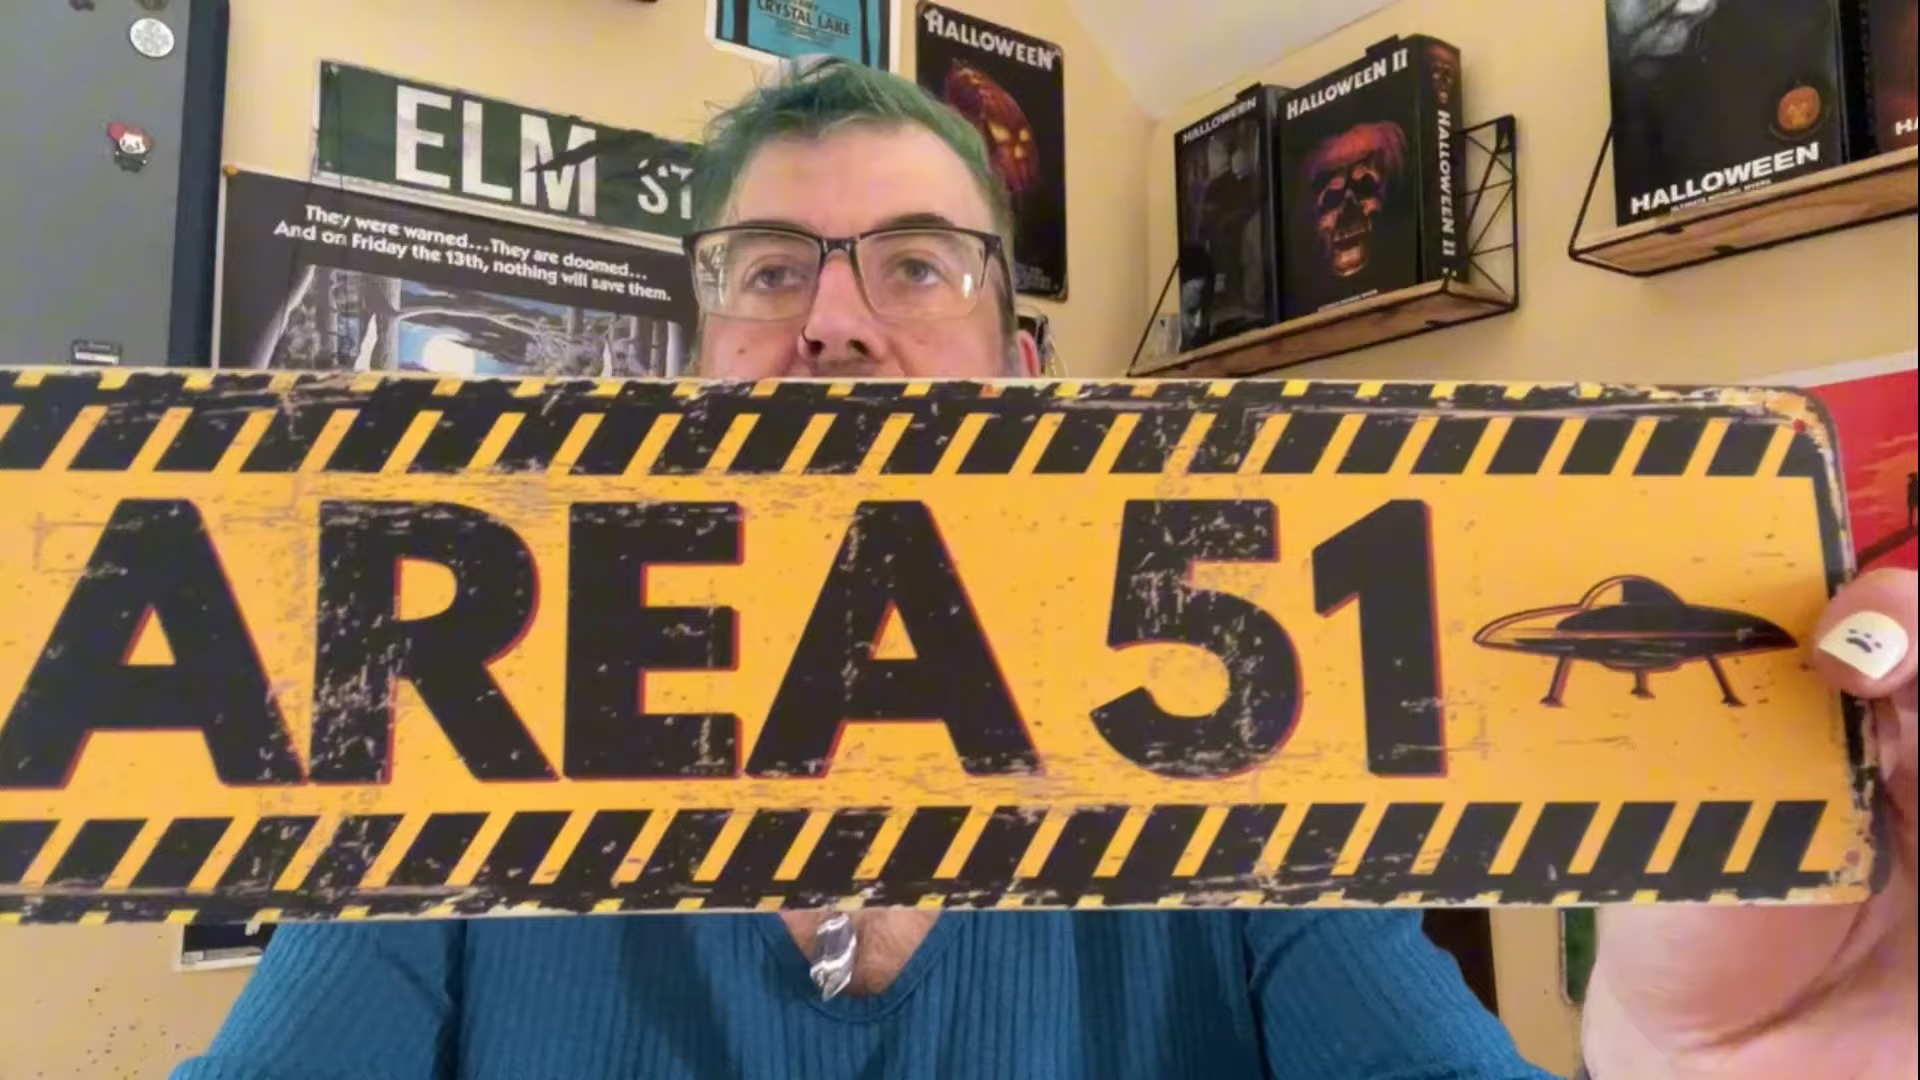 CRYSTAL LAKE
HALLOWEEN
ELM ST
They were warned...They are doomed...
And on Friday the 13th, nothing will save them.
HALLOWEEN
HALLOWEEN II
HALLOWEEN II
HALLOWEEN
AREA 51